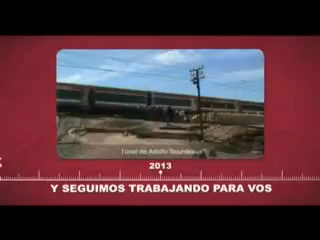 Túnel de Adolfo Sourdeaux
2013
Y SEGUIMOS TRABAJANDO PARA VOS